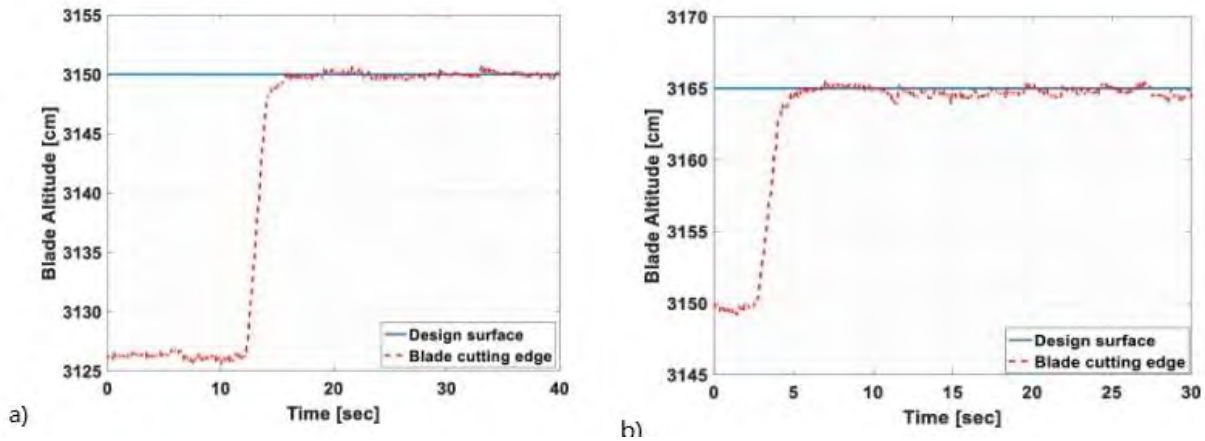 3155
3150
3145
3140
3135
3130
3125
Blade Altitude [cm]
0 10 20 30 40
Time [sec]
Design surface
Blade cutting edge
a)
3170
3165
3160
3155
3150
3145
Blade Altitude [cm]
0 5 10 15 20 25 30
Time [sec]
Design surface
Blade cutting edge
b)